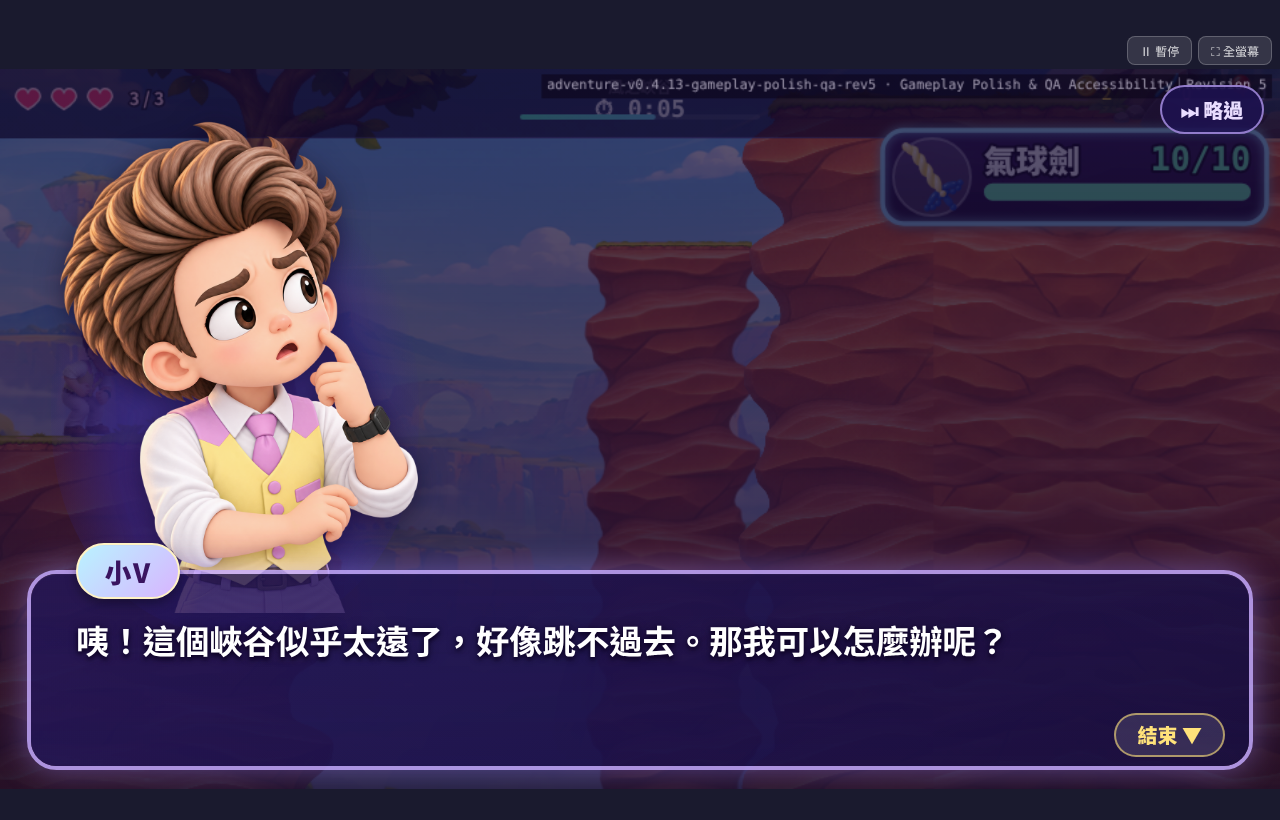 ⏸ 暫停
⛶ 全螢幕
3/3
adventure-v0.4.13-gameplay-polish-qa-rev5 · Gameplay Polish & QA Accessibility | Revision 5
⏱ 0:05
⏭ 略過
氣球劍 10/10
小V
咦！這個峽谷似乎太遠了，好像跳不過去。那我可以怎麼辦呢？
結束 ▼